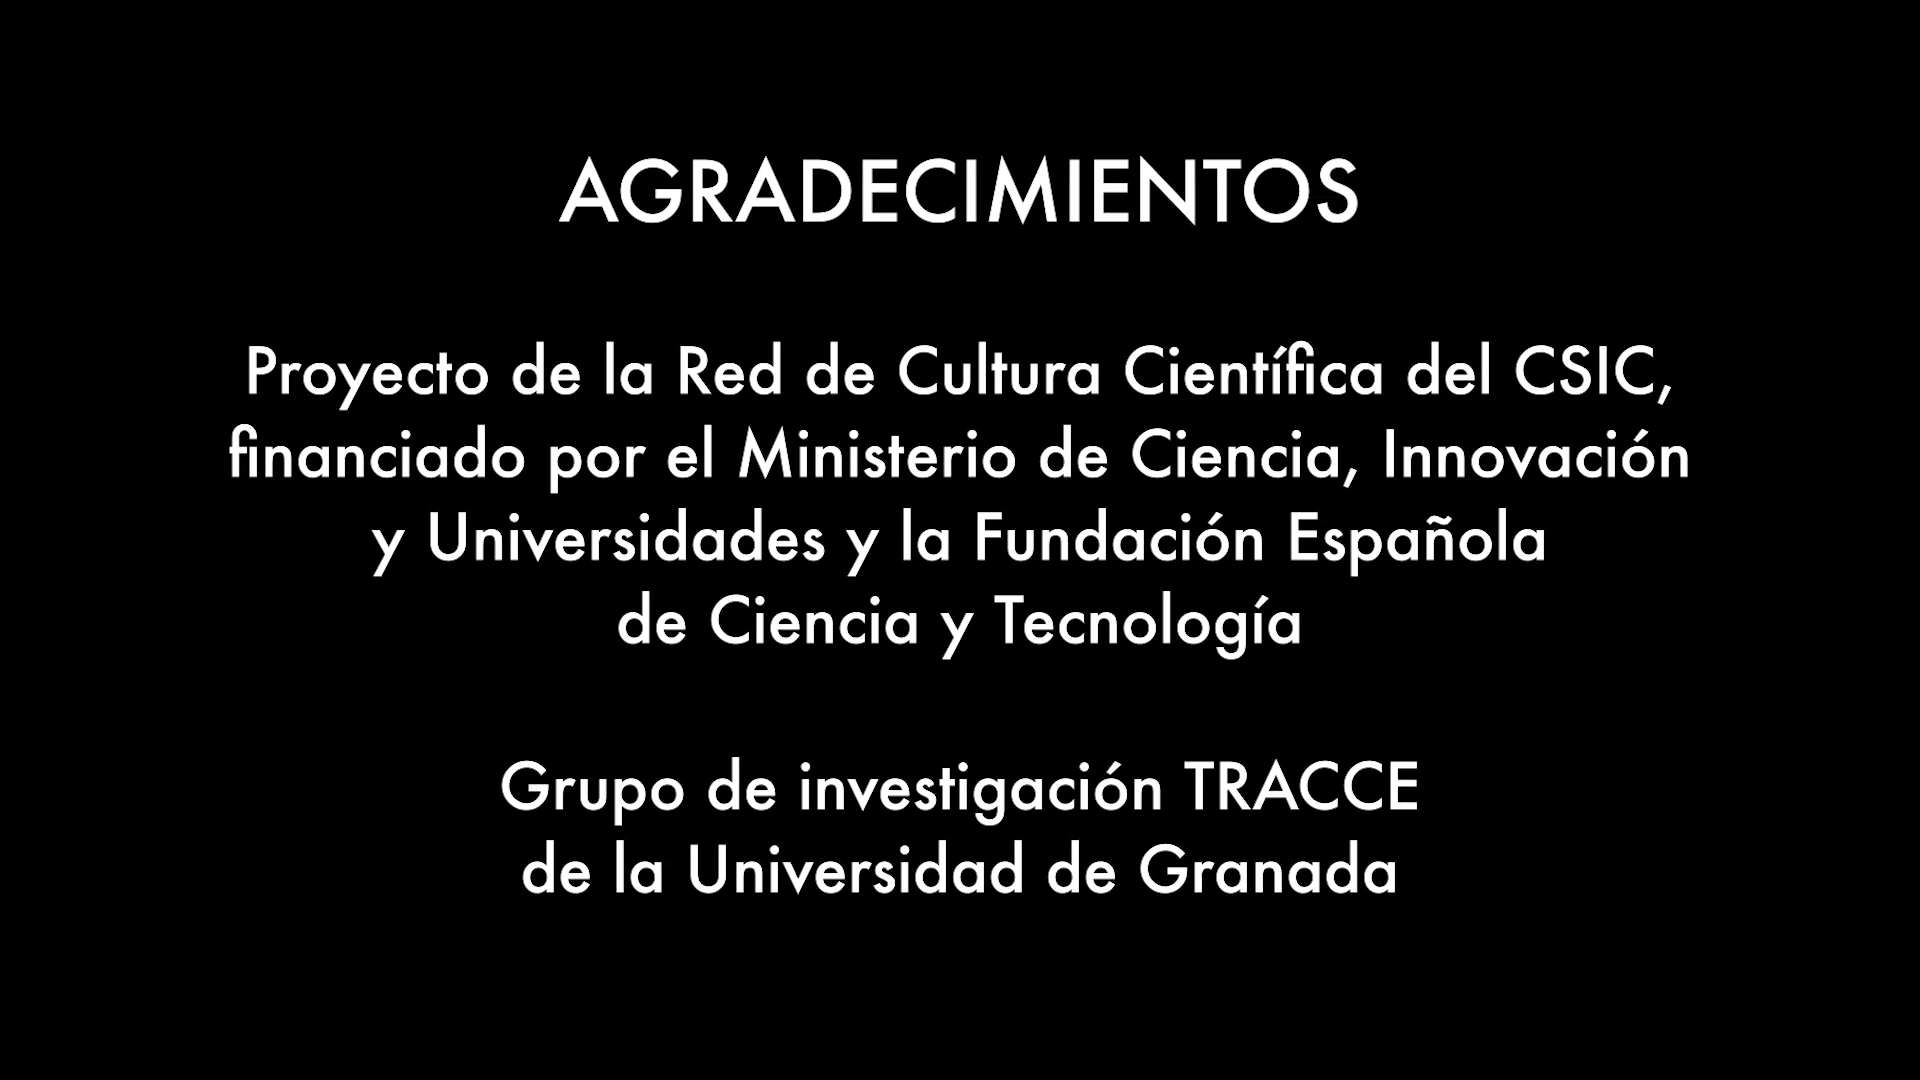 AGRADECIMIENTOS
Proyecto de la Red de Cultura Científica del CSIC,
financiado por el Ministerio de Ciencia, Innovación
y Universidades y la Fundación Española
de Ciencia y Tecnología
Grupo de investigación TRACCE
de la Universidad de Granada